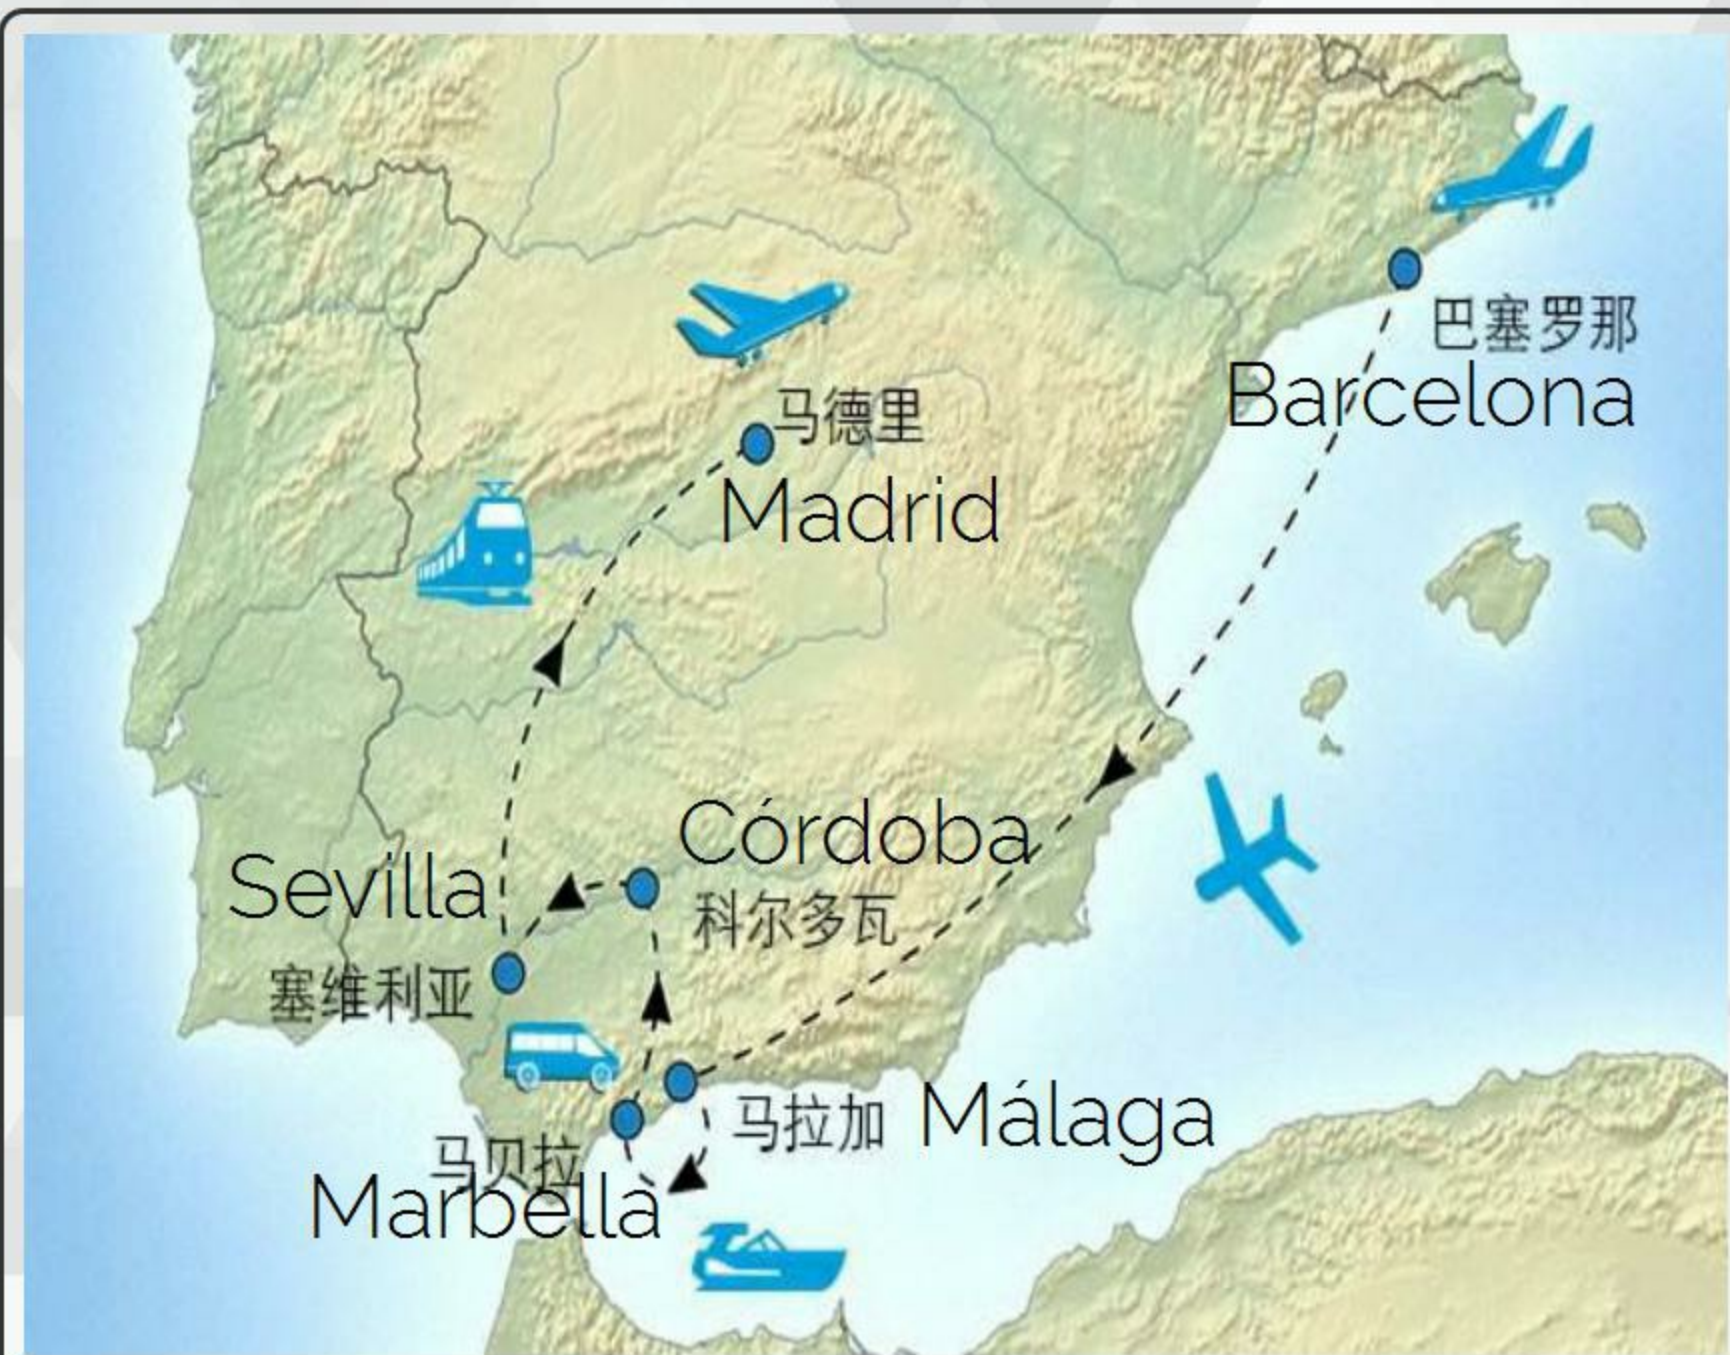 巴塞罗那
Barcelona
马德里
Madrid
Córdoba
科尔多瓦
Sevilla
塞维利亚
马拉加 Málaga
马贝拉
Marbella